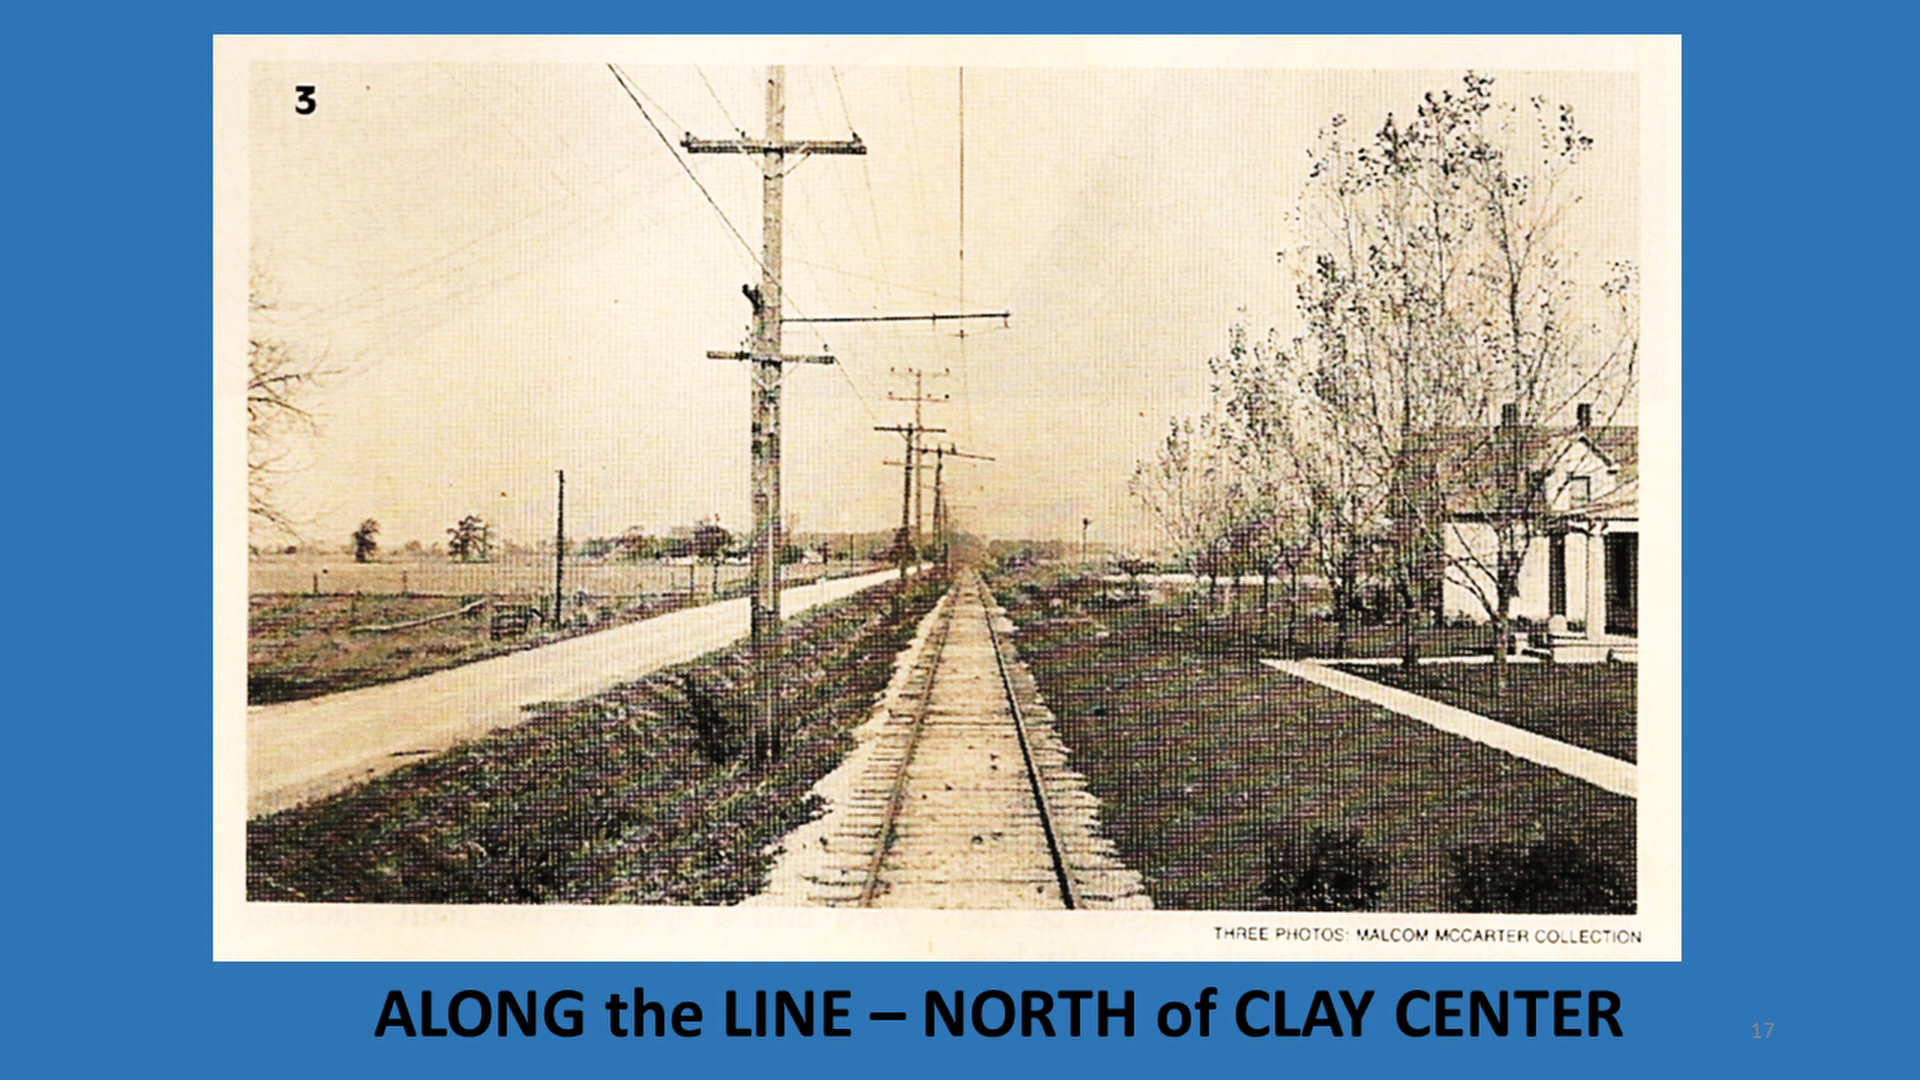 3
THREE PHOTOS: MALCOM MCCARTER COLLECTION
ALONG the LINE – NORTH of CLAY CENTER
17